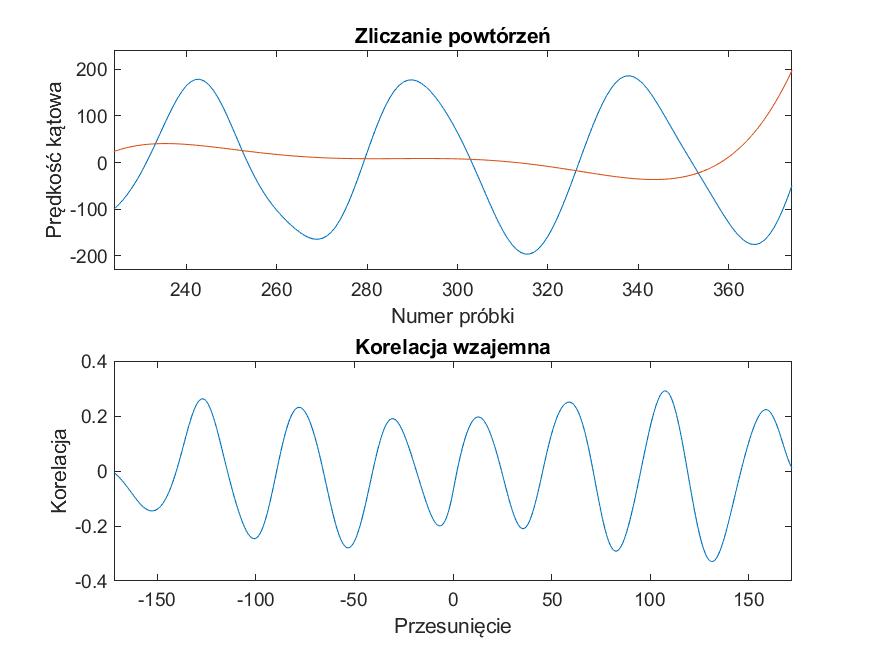 Zliczanie powtórzeń
Prędkość kątowa
200
100
0
-100
-200
240 260 280 300 320 340 360
Numer próbki
Korelacja wzajemna
Korelacja
0.4
0.2
0
-0.2
-0.4
-150 -100 -50 0 50 100 150
Przesunięcie